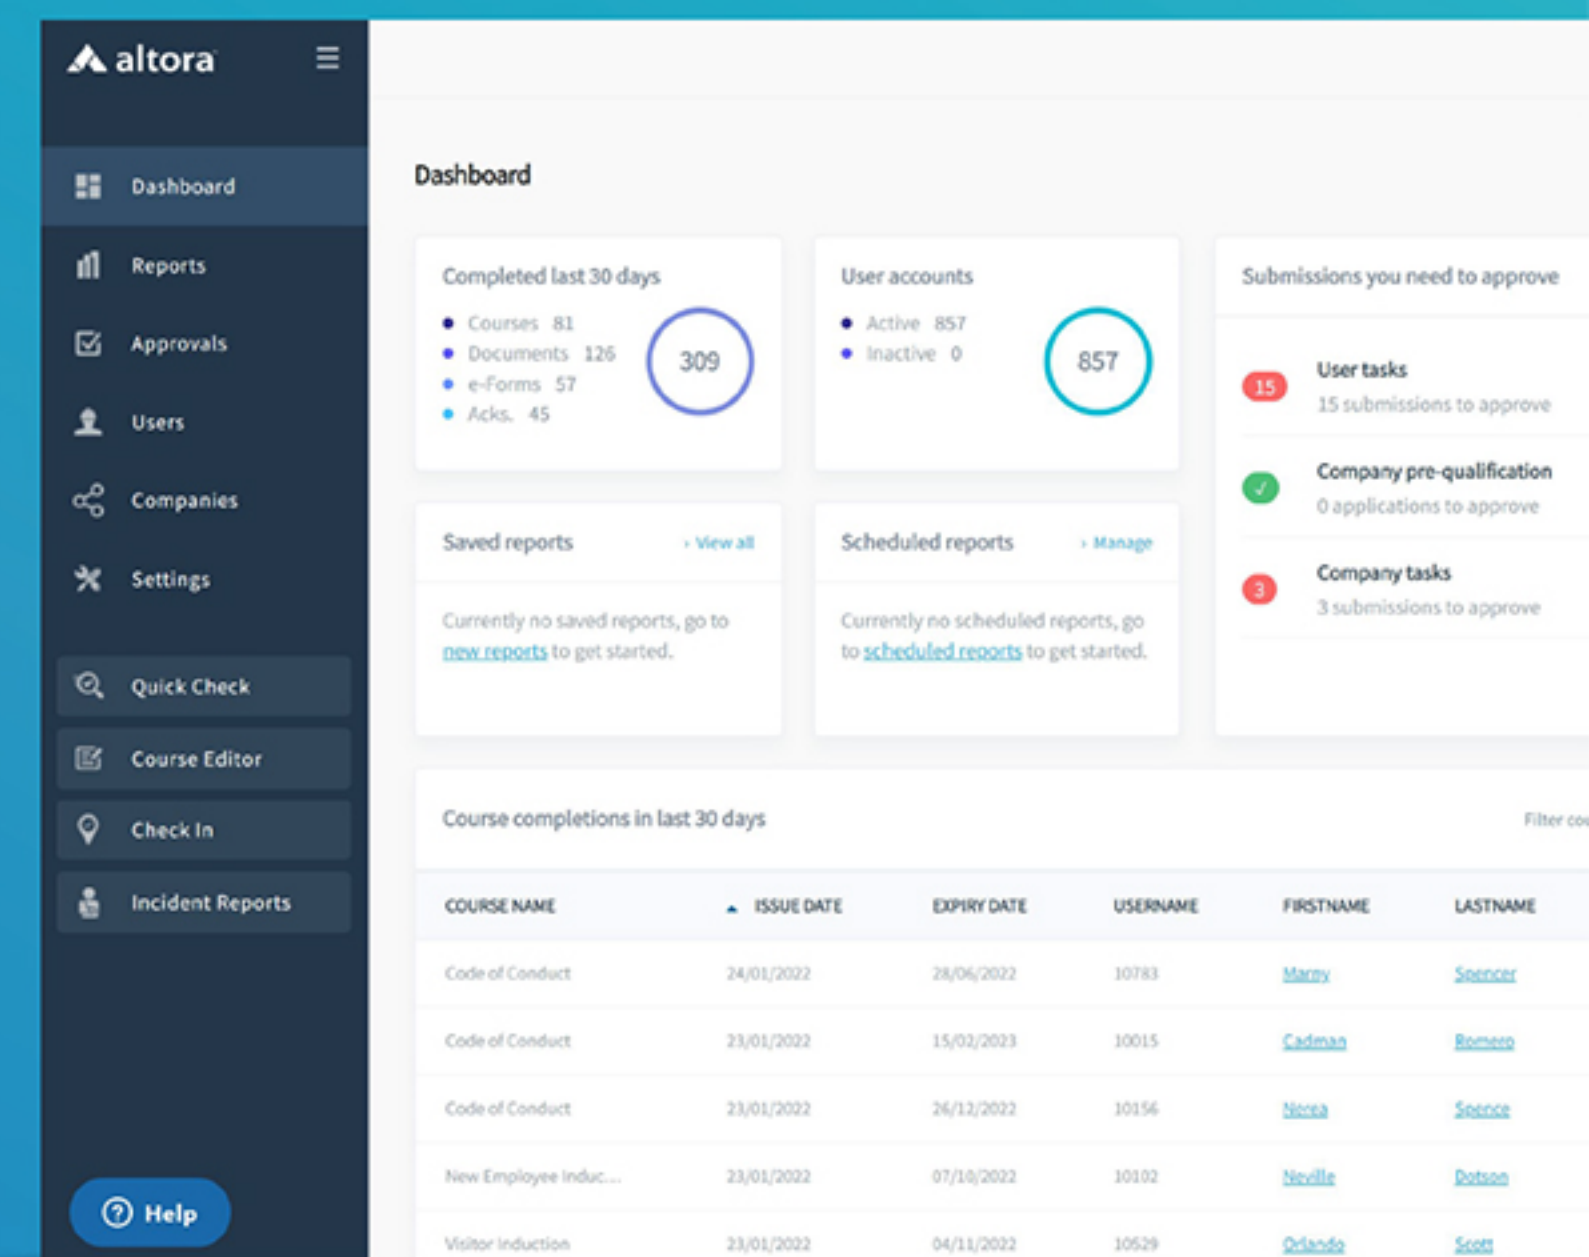 altora
Dashboard
Reports
Approvals
Users
Companies
Settings
Quick Check
Course Editor
Check In
Incident Reports
Help
Dashboard
Completed last 30 days
Courses 81
Documents 126
e-Forms 57
Acks. 45
309
User accounts
Active 857
Inactive 0
857
Submissions you need to approve
15
User tasks
15 submissions to approve
Company pre-qualification
0 applications to approve
3
Company tasks
3 submissions to approve
Saved reports
› View all
Currently no saved reports, go to
new reports to get started.
Scheduled reports
› Manage
Currently no scheduled reports, go
to scheduled reports to get started.
Course completions in last 30 days
Filter cou
COURSE NAME ISSUE DATE EXPIRY DATE USERNAME FIRSTNAME LASTNAME
Code of Conduct 24/01/2022 28/06/2022 10783 Marny Spencer
Code of Conduct 23/01/2022 15/02/2023 10015 Cadman Romero
Code of Conduct 23/01/2022 26/12/2022 10156 Nerea Spence
New Employee Induc... 23/01/2022 07/10/2022 10102 Neville Dotson
Visitor Induction 23/01/2022 04/11/2022 10529 Orlando Scott